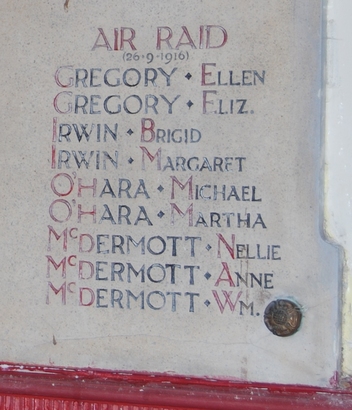 AIR RAID
(26·9·1916)
GREGORY · ELLEN
GREGORY · ELIZ.
IRWIN · BRIGID
IRWIN · MARGARET
O'HARA · MICHAEL
O'HARA · MARTHA
McDERMOTT · NELLIE
McDERMOTT · ANNE
McDERMOTT · WM.